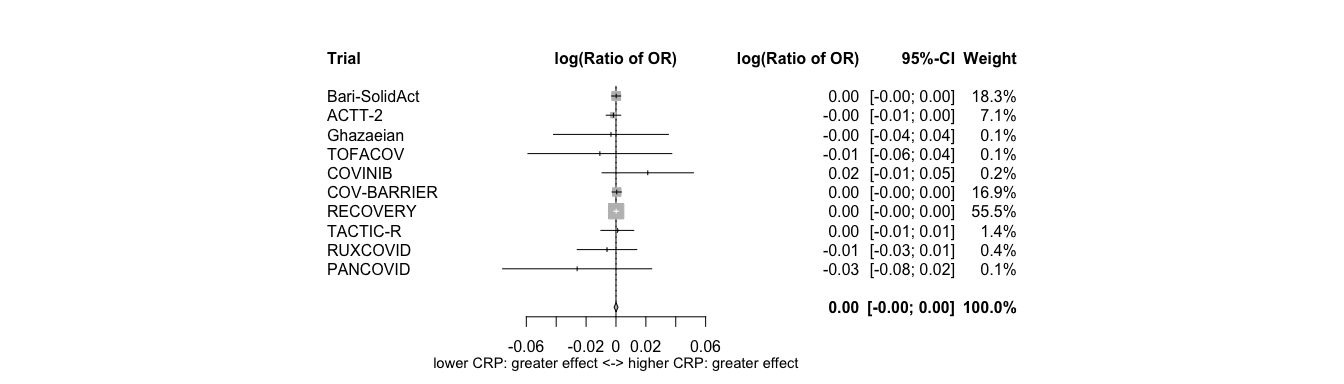 Trial log(Ratio of OR) log(Ratio of OR) 95%-CI Weight
Bari-SolidAct 0.00 [-0.00; 0.00] 18.3%
ACTT-2 -0.00 [-0.01; 0.00] 7.1%
Ghazaeian -0.00 [-0.04; 0.04] 0.1%
TOFACOV -0.01 [-0.06; 0.04] 0.1%
COVINIB 0.02 [-0.01; 0.05] 0.2%
COV-BARRIER 0.00 [-0.00; 0.00] 16.9%
RECOVERY 0.00 [-0.00; 0.00] 55.5%
TACTIC-R 0.00 [-0.01; 0.01] 1.4%
RUXCOVID -0.01 [-0.03; 0.01] 0.4%
PANCOVID -0.03 [-0.08; 0.02] 0.1%
0.00 [-0.00; 0.00] 100.0%
-0.06 -0.02 0 0.02 0.06
lower CRP: greater effect <-> higher CRP: greater effect